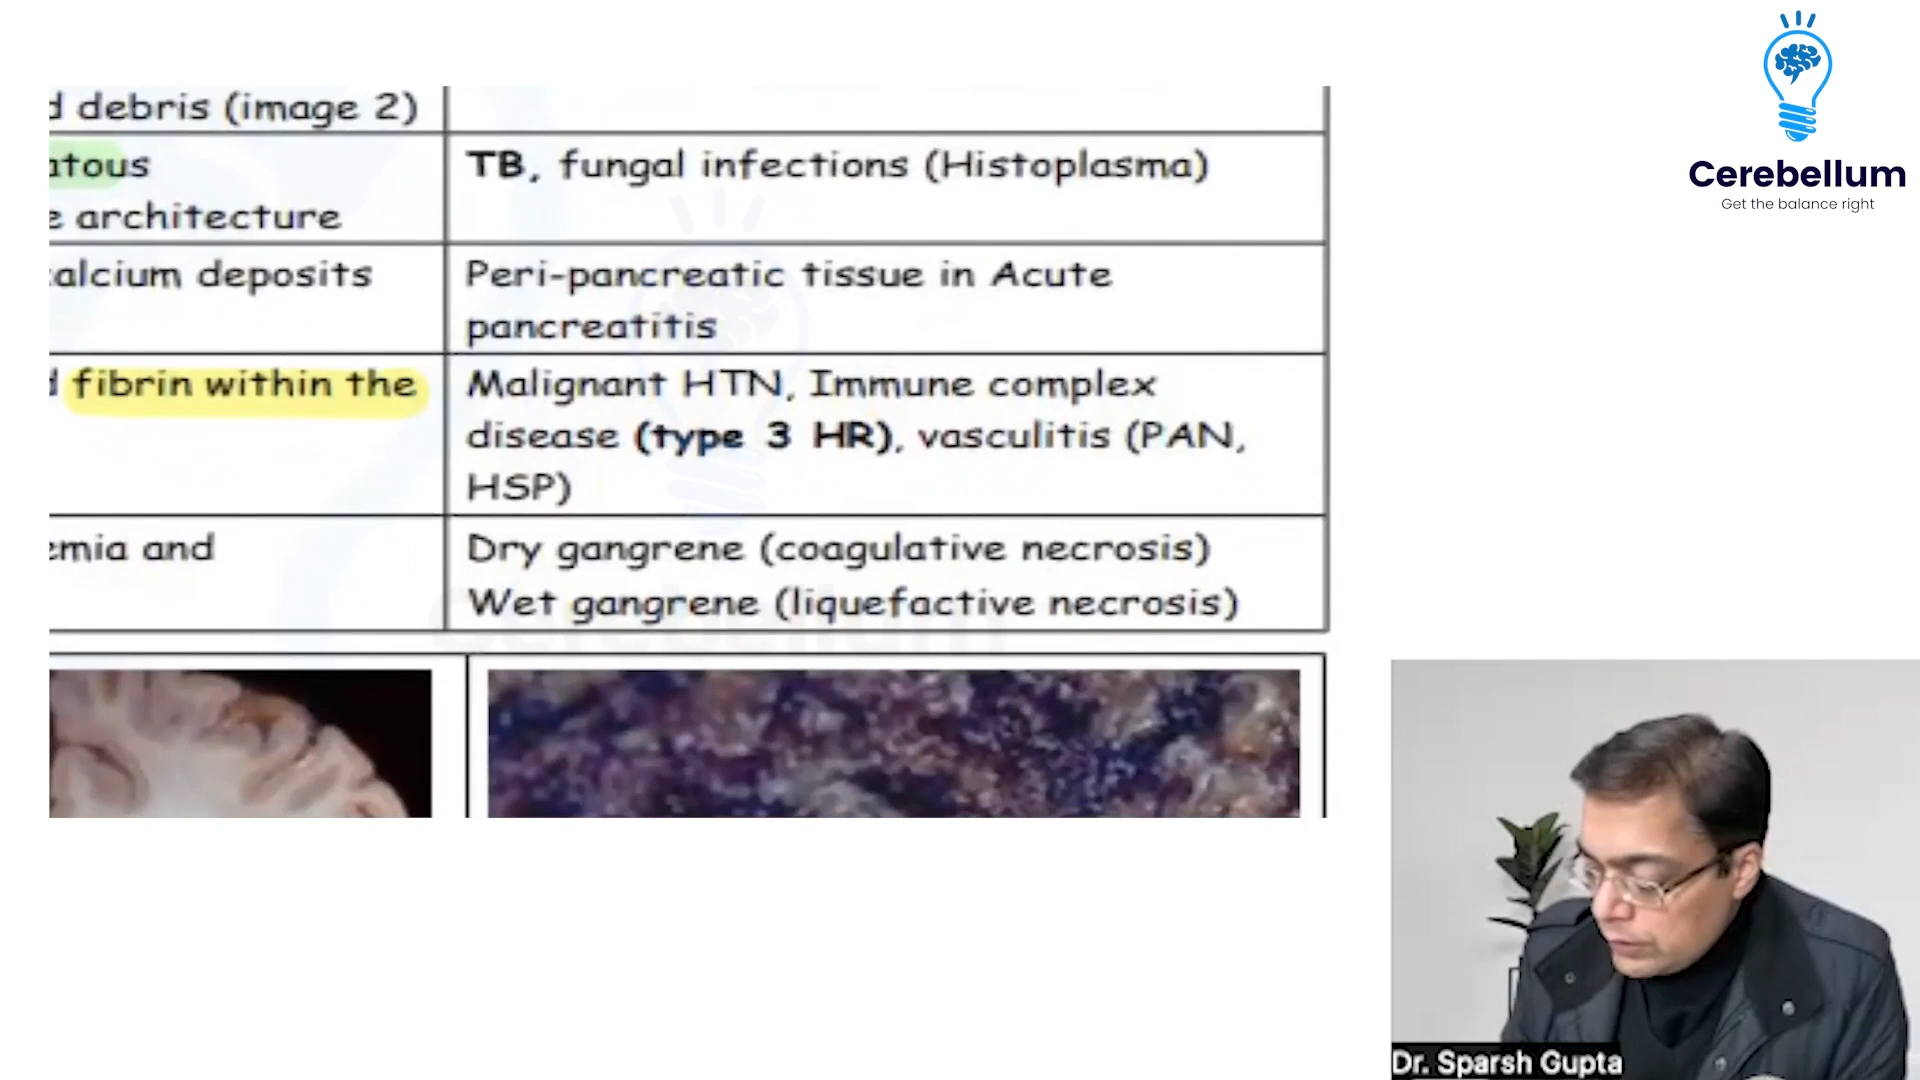 debris (image 2)
atous
TB, fungal infections (Histoplasma)
e architecture
alcium deposits
Peri-pancreatic tissue in Acute
pancreatitis
fibrin within the
Malignant HTN, Immune complex
disease (type 3 HR), vasculitis (PAN,
HSP)
emia and
Dry gangrene (coagulative necrosis)
Wet gangrene (liquefactive necrosis)
Cerebellum
Get the balance right
Dr. Sparsh Gupta